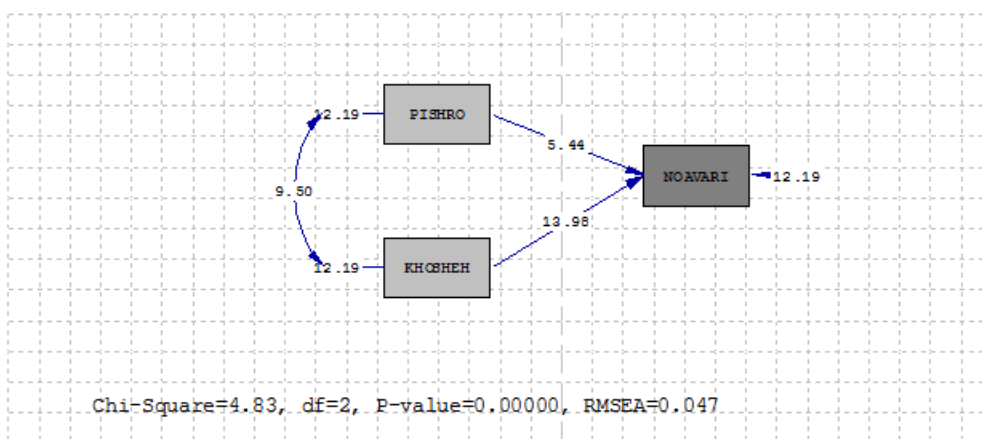 12.19
PISHRO
5.44
NOAVARI
12.19
9.50
13.98
12.19
KHOSHEH
Chi-Square=4.83, df=2, P-value=0.00000, RMSEA=0.047